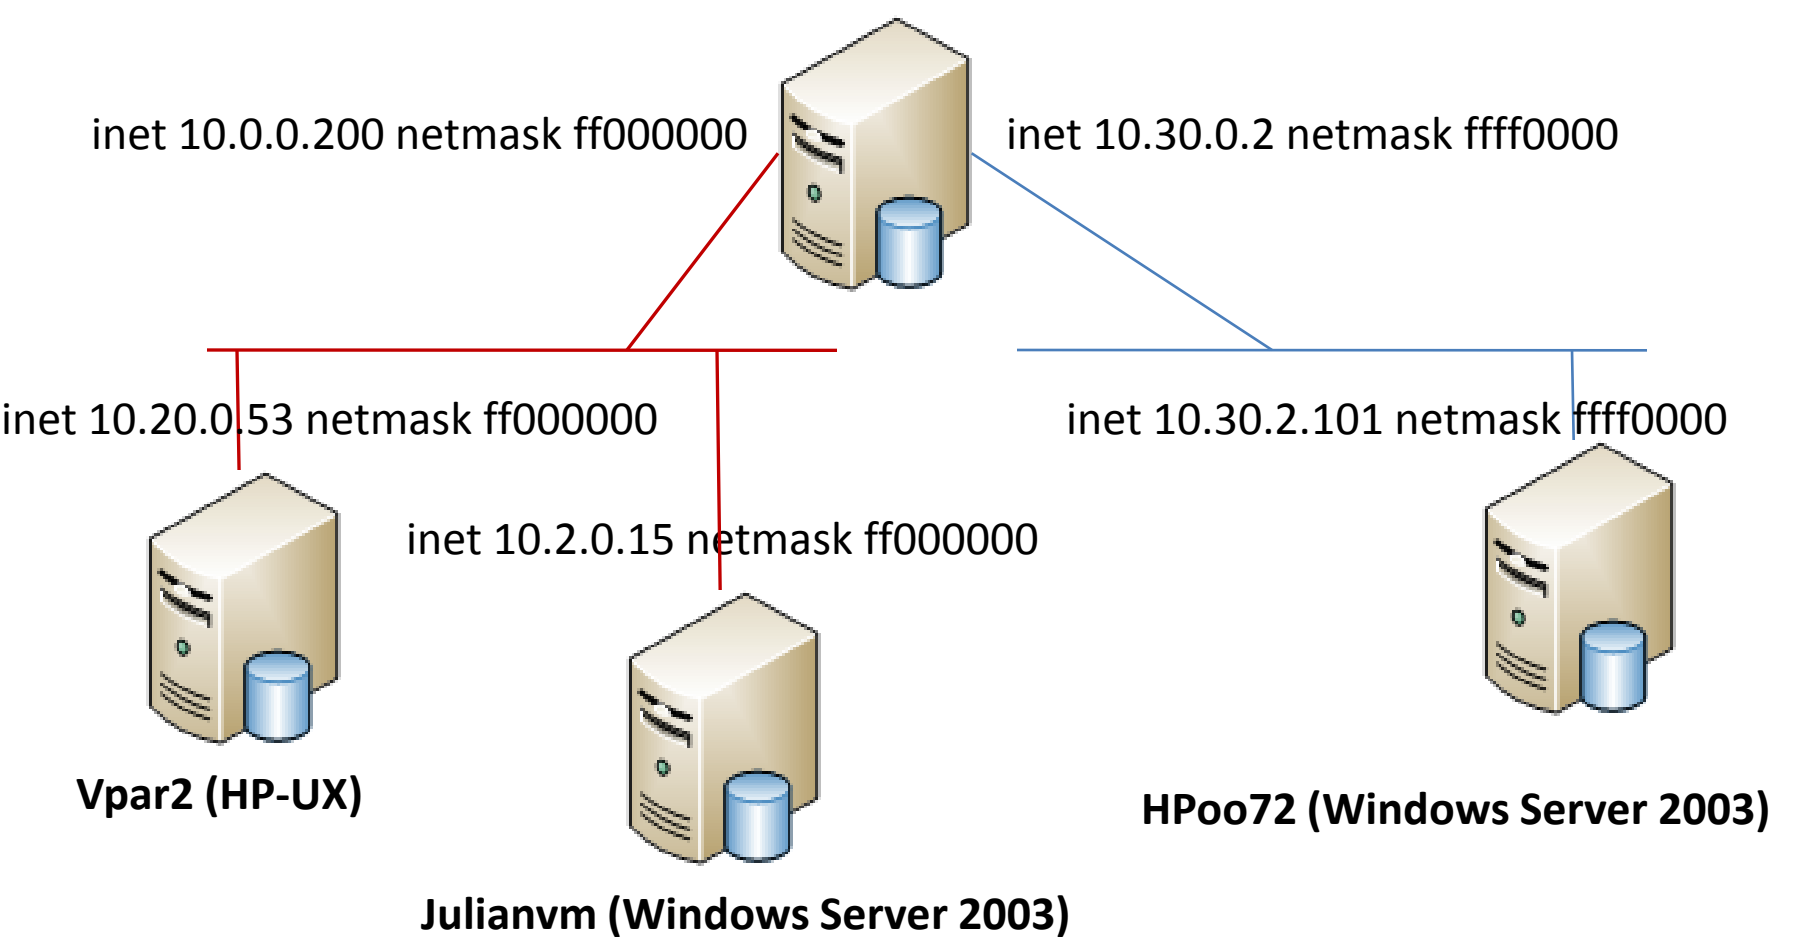 inet 10.0.0.200 netmask ff000000
inet 10.30.0.2 netmask ffff0000
inet 10.20.0.53 netmask ff000000
inet 10.30.2.101 netmask ffff0000
inet 10.2.0.15 netmask ff000000
Vpar2 (HP-UX)
HPoo72 (Windows Server 2003)
Julianvm (Windows Server 2003)